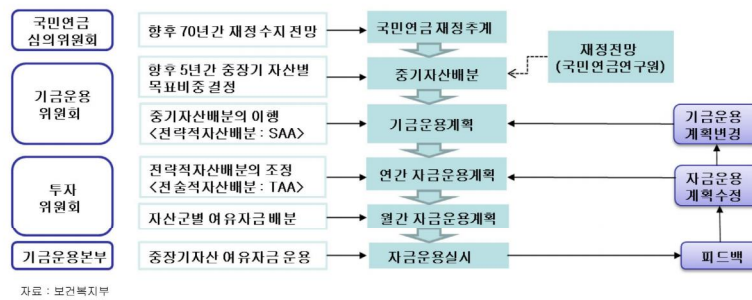 국민연금
심의위원회
향후 70년간 재정수지 전망
국민연금 재정추계
기금운용
위원회
향후 5년간 중장기 자산별
목표비중 결정
중기자산배분
재정전망
(국민연금연구원)
중기자산배분의 이행
<전략적자산배분 : SAA>
기금운용계획
기금운용
계획변경
투자
위원회
전략적자산배분의 조정
<전술적자산배분 : TAA>
연간 자금운용계획
자금운용
계획수정
자산군별 여유자금 배분
월간 자금운용계획
기금운용본부
중장기자산 여유자금 운용
자금운용실시
피드백
자료 : 보건복지부